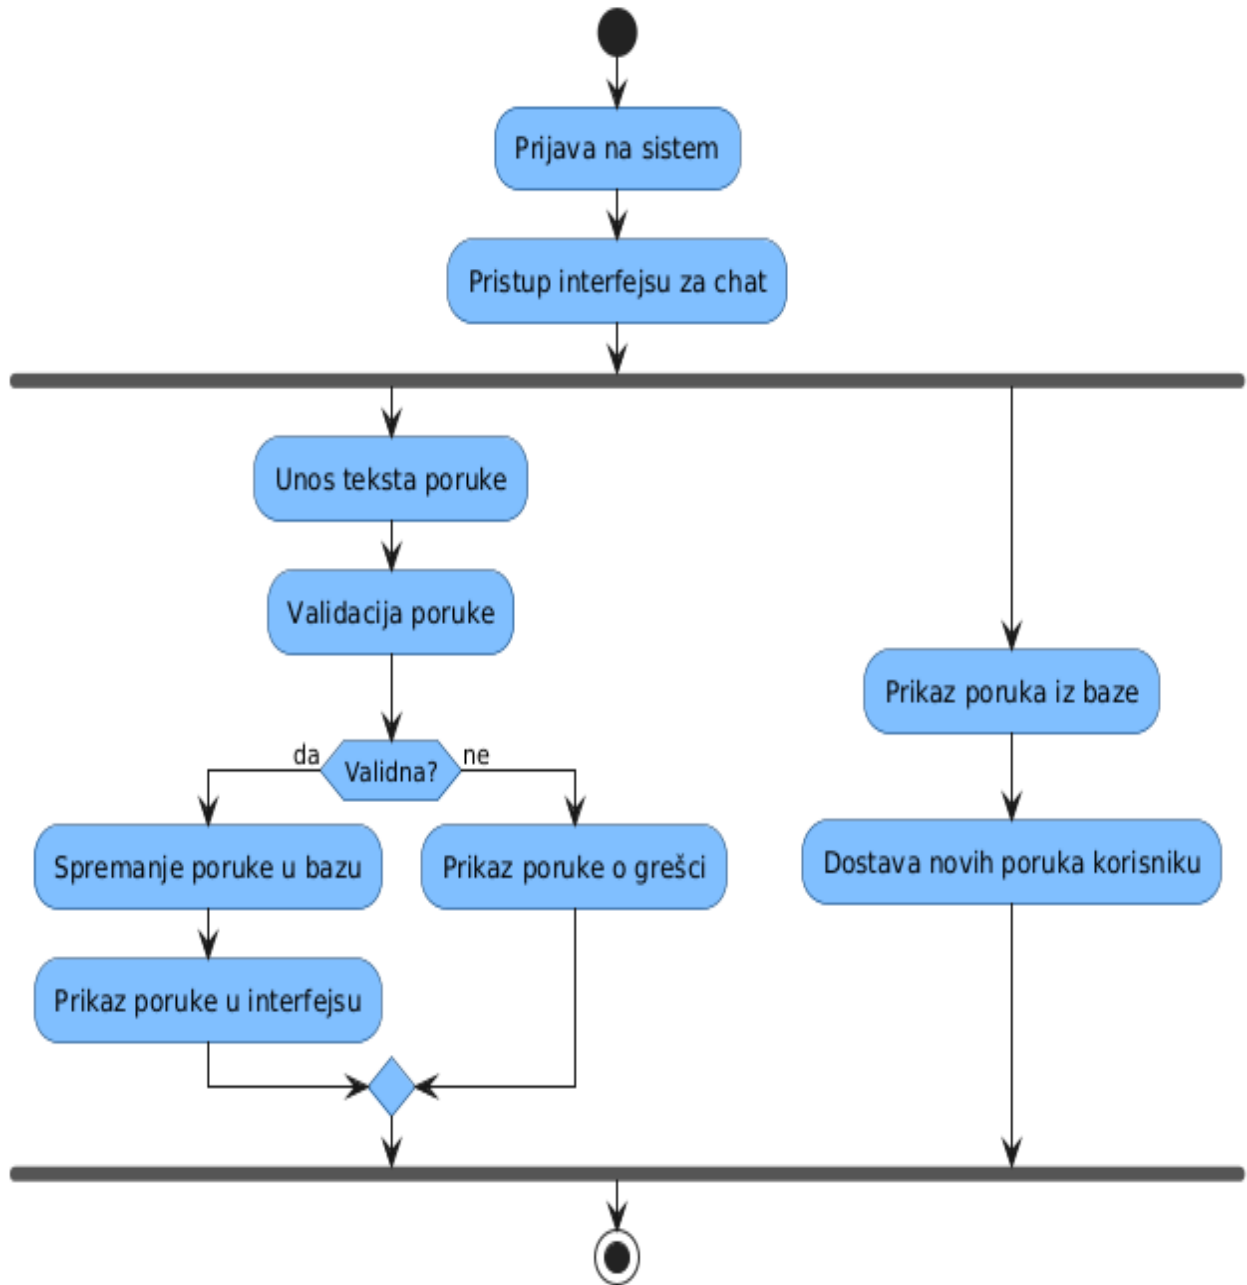 Prijava na sistem
Pristup interfejsu za chat
Unos teksta poruke
Validacija poruke
da
Validna?
ne
Spremanje poruke u bazu
Prikaz poruke o grešci
Prikaz poruke u interfejsu
Prikaz poruka iz baze
Dostava novih poruka korisniku